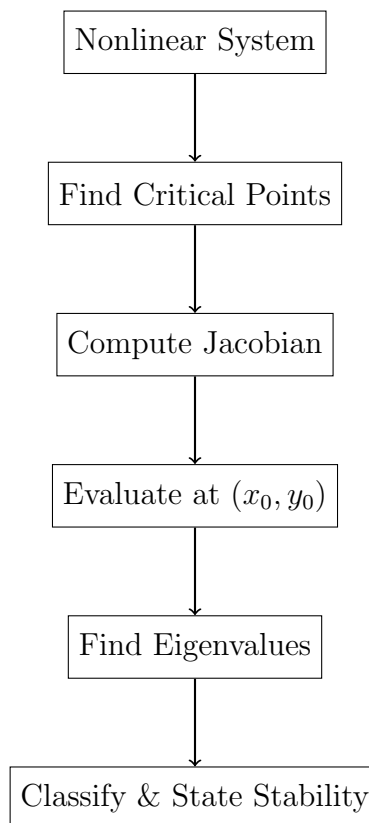 Nonlinear System
Find Critical Points
Compute Jacobian
Evaluate at (x₀, y₀)
Find Eigenvalues
Classify & State Stability